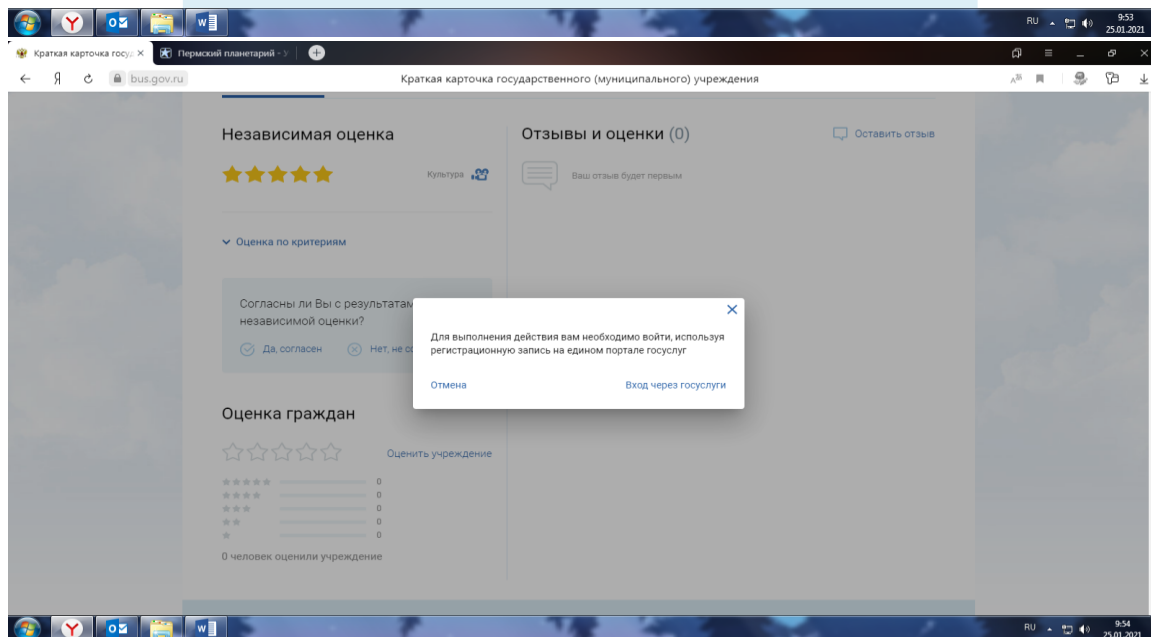 RU
9:53
25.01.2021
Краткая карточка госу
Пермский планетарий - У
bus.gov.ru
Краткая карточка государственного (муниципального) учреждения
Независимая оценка
Культура
Оценка по критериям
Согласны ли Вы с результатам
независимой оценки?
Да, согласен
Нет, не со
Отзывы и оценки (0)
Оставить отзыв
Ваш отзыв будет первым
Для выполнения действия вам необходимо войти, используя
регистрационную запись на едином портале госуслуг
Отмена
Вход через госуслуги
Оценка граждан
Оценить учреждение
0
0
0
0
0
0 человек оценили учреждение
RU
9:54
25.01.2021